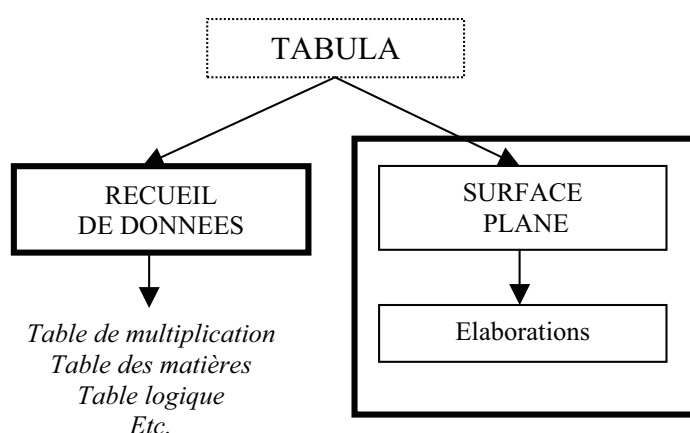 TABULA
RECUEIL
DE DONNEES
SURFACE
PLANE
Elaborations
Table de multiplication
Table des matières
Table logique
Etc.